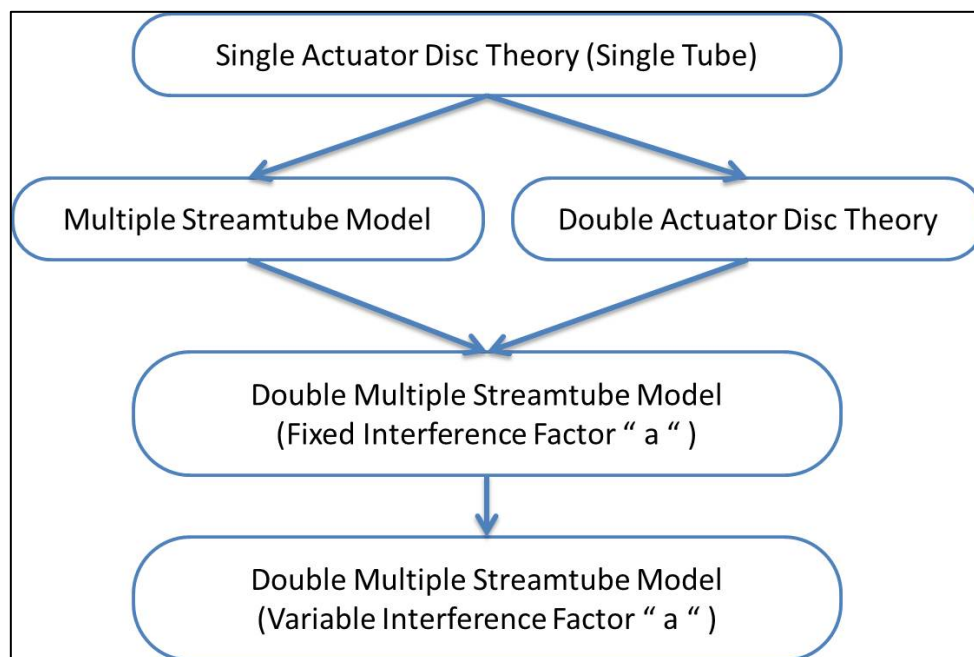 Single Actuator Disc Theory (Single Tube)
Multiple Streamtube Model
Double Actuator Disc Theory
Double Multiple Streamtube Model
(Fixed Interference Factor “ a “ )
Double Multiple Streamtube Model
(Variable Interference Factor “ a “ )